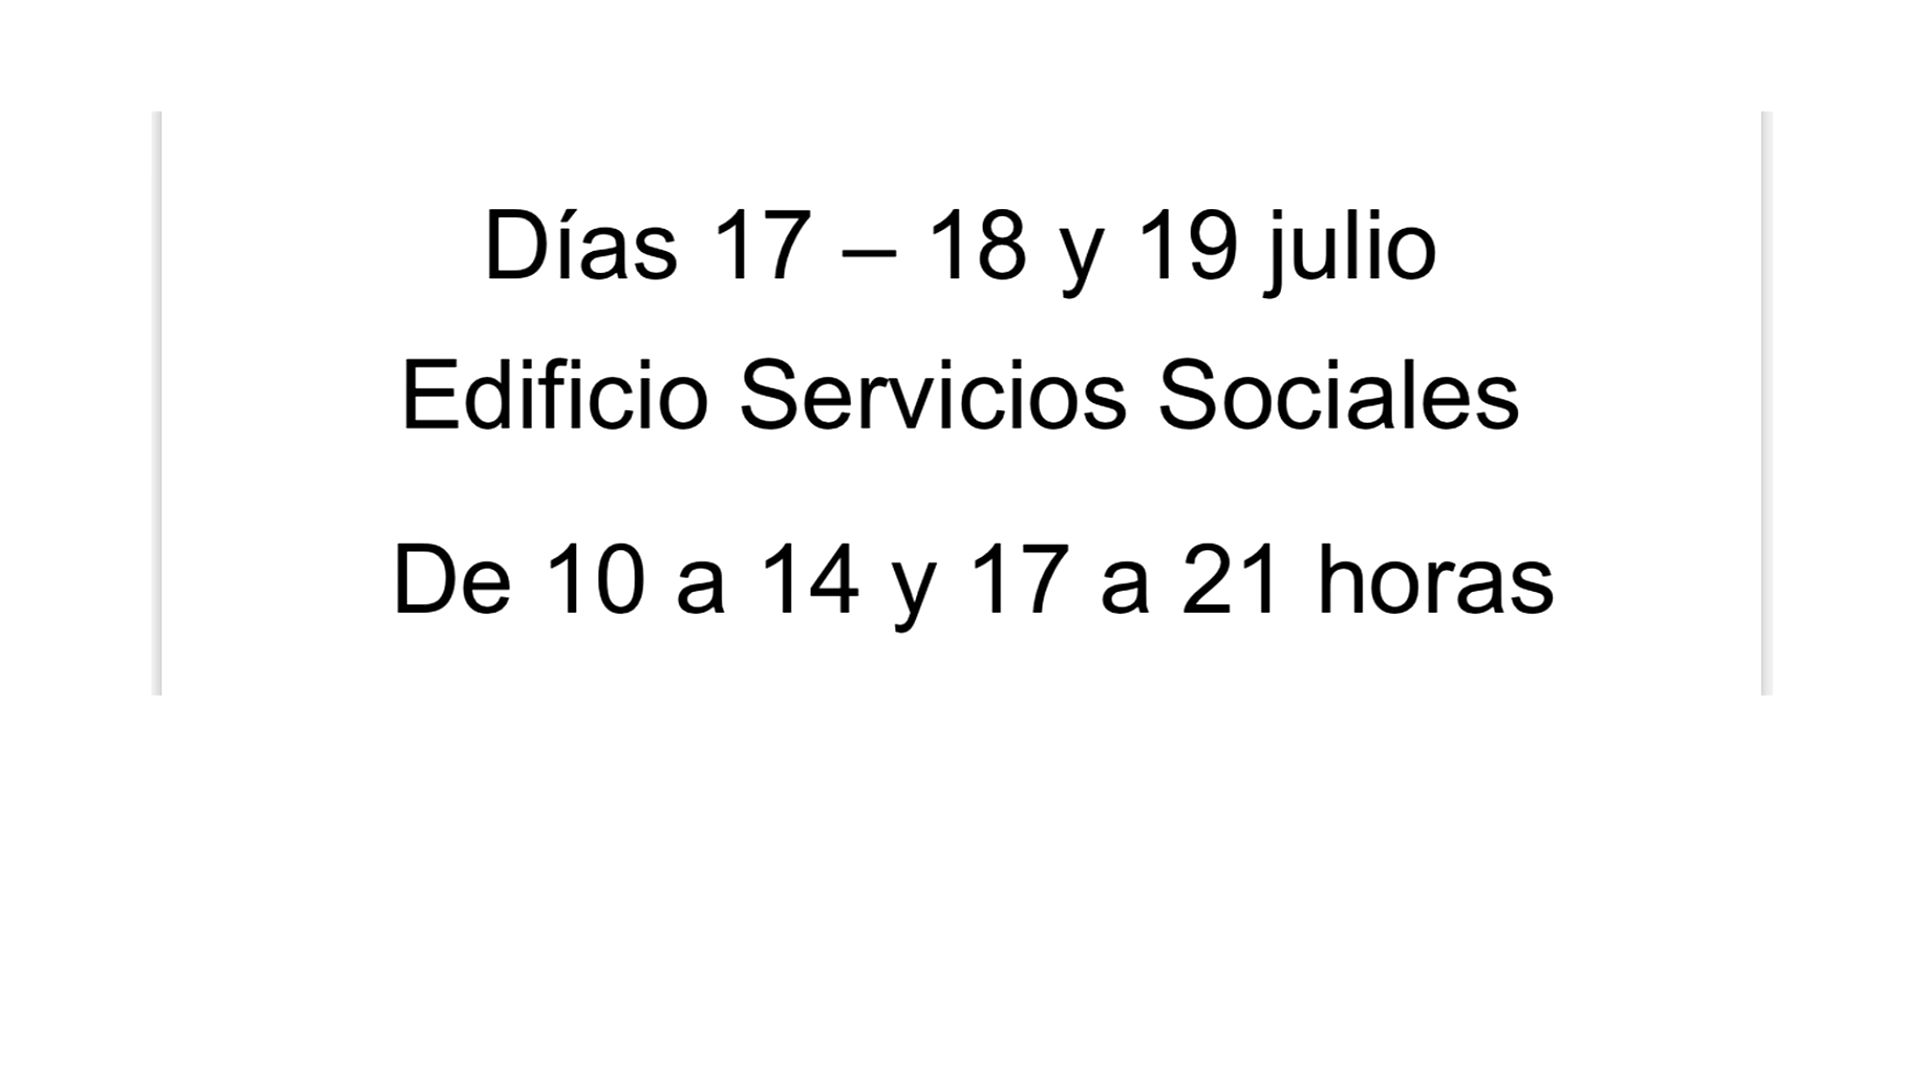 Días 17 – 18 y 19 julio
Edificio Servicios Sociales
De 10 a 14 y 17 a 21 horas